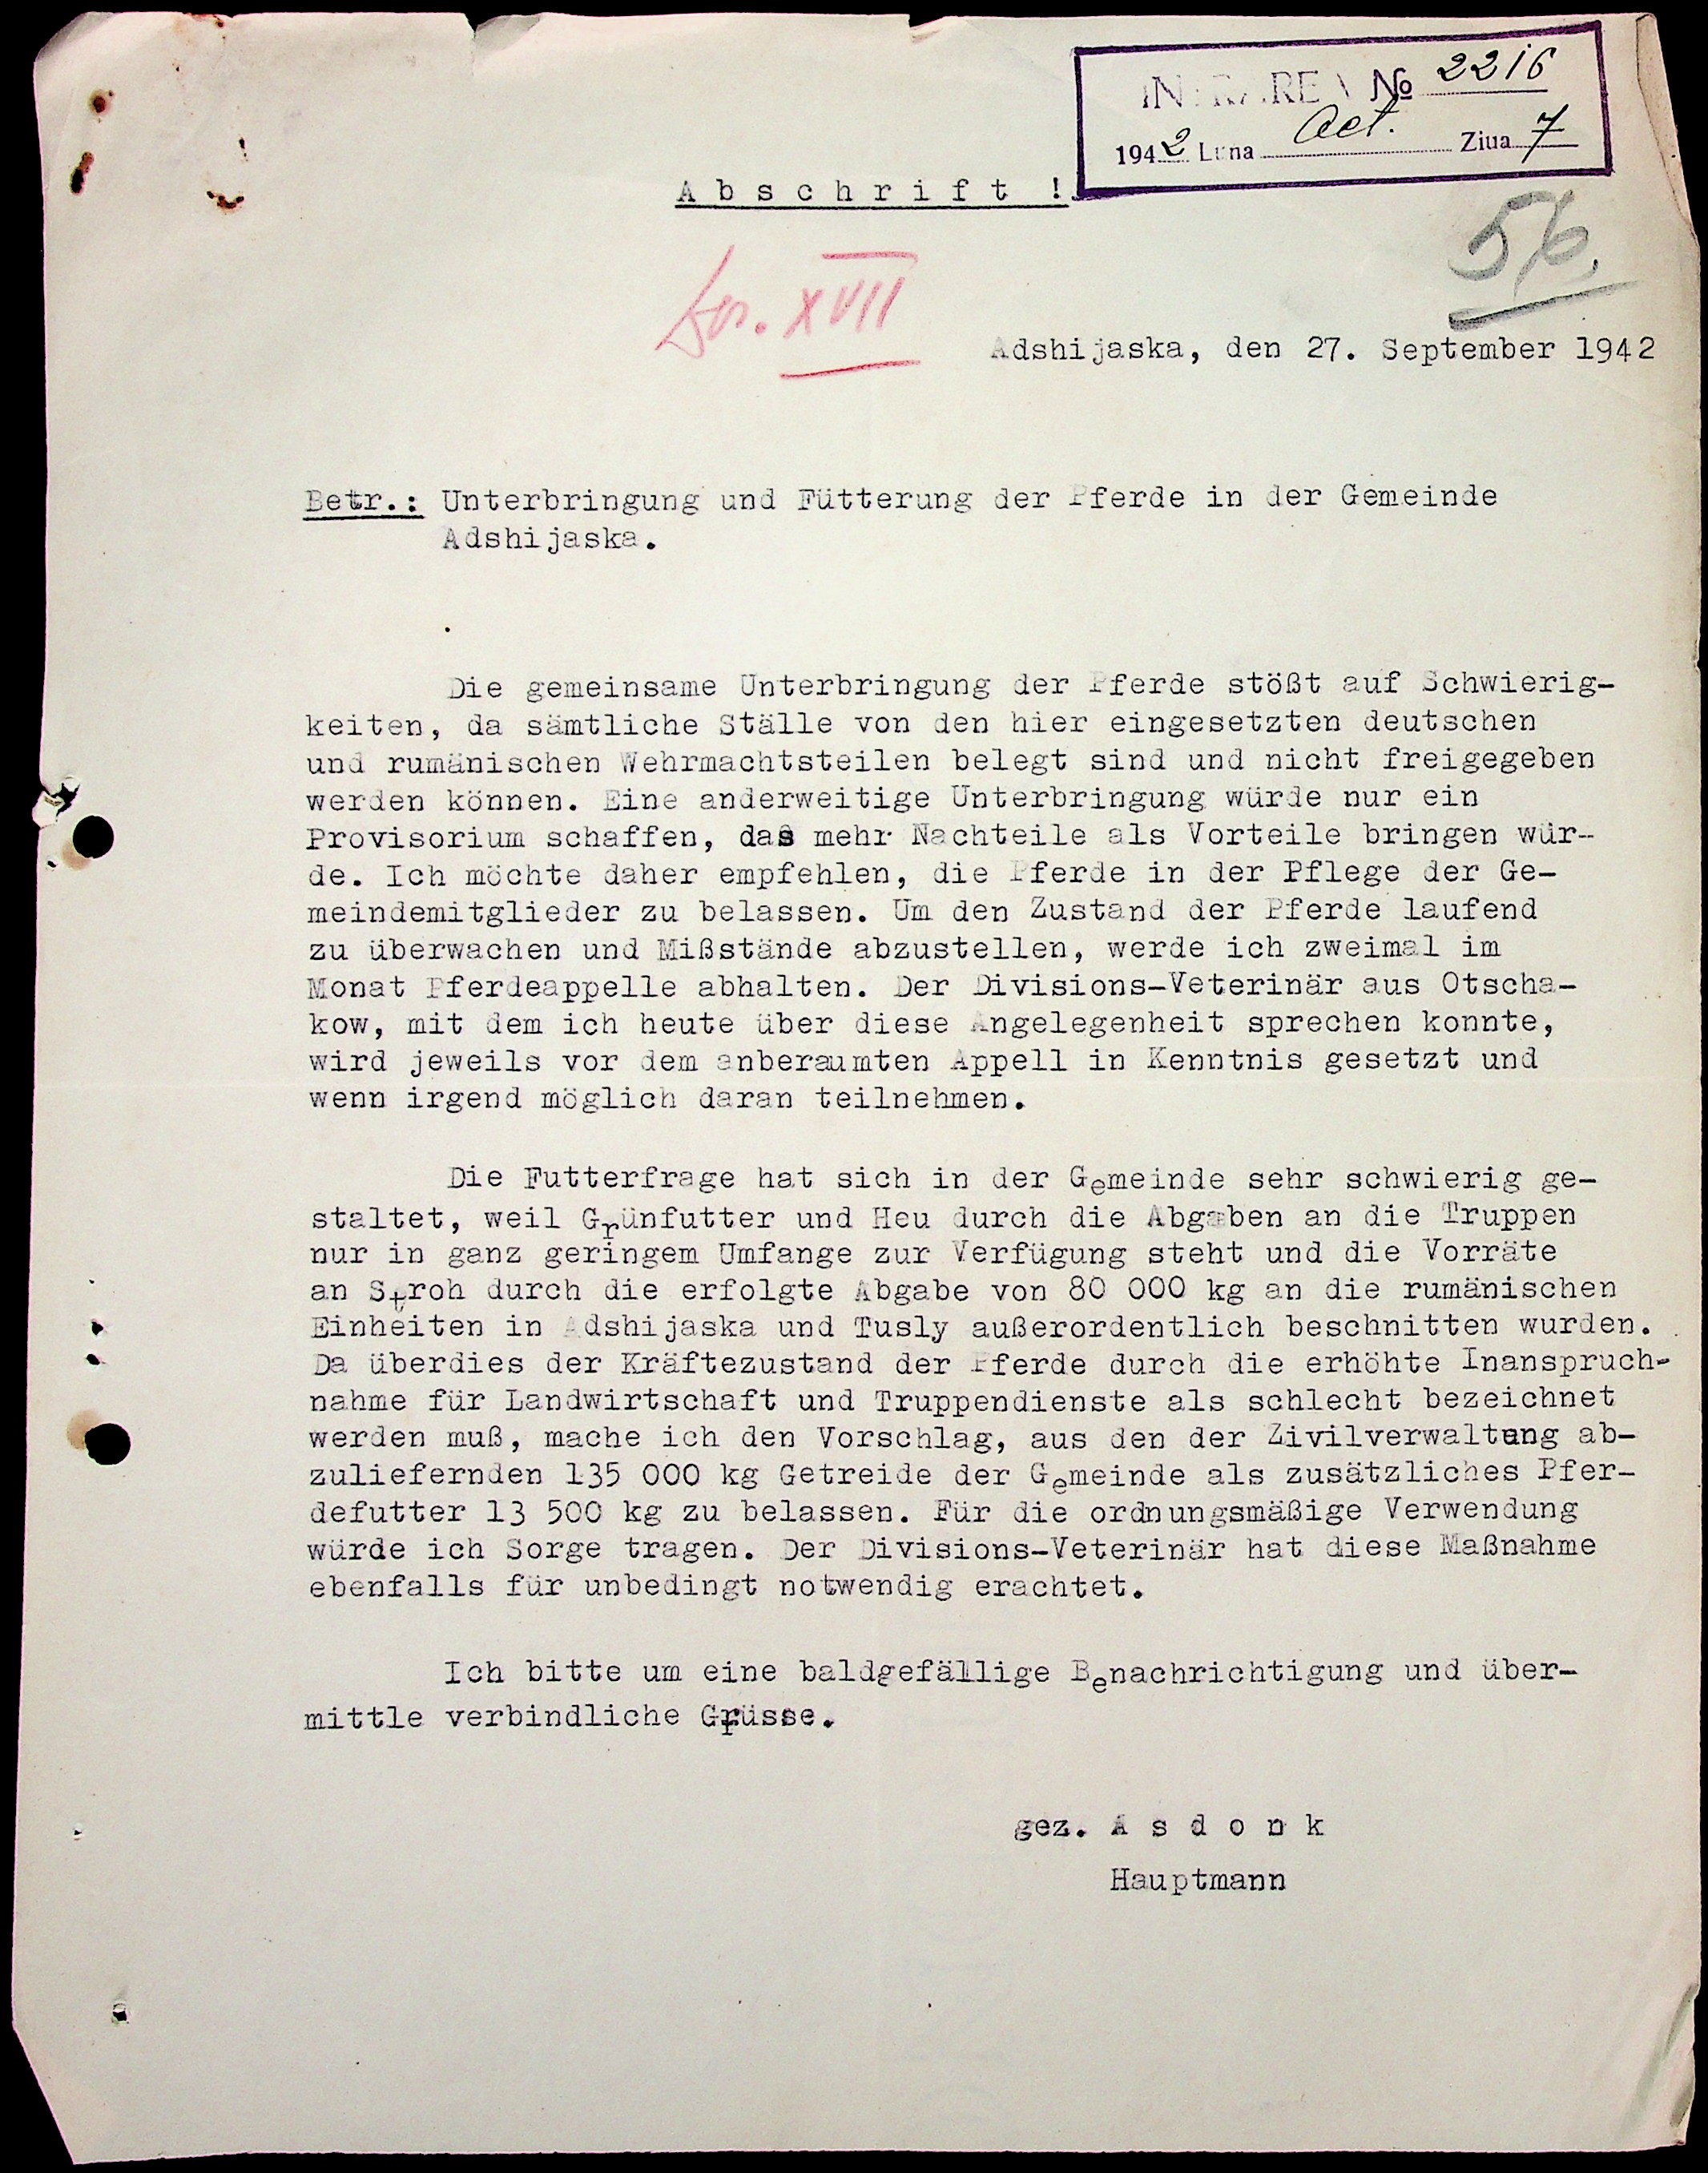 INTRAREA № 2216
1942 Luna Oct. Ziua 7
A b s c h r i f t !
56.
XVII
Adshijaska, den 27. September 1942
Betr.: Unterbringung und Fütterung der Pferde in der Gemeinde
Adshijaska.
Die gemeinsame Unterbringung der Pferde stößt auf Schwierig-
keiten, da sämtliche Ställe von den hier eingesetzten deutschen
und rumänischen Wehrmachtsteilen belegt sind und nicht freigegeben
werden können. Eine anderweitige Unterbringung würde nur ein
Provisorium schaffen, das mehr Nachteile als Vorteile bringen wür-
de. Ich möchte daher empfehlen, die Pferde in der Pflege der Ge-
meindemitglieder zu belassen. Um den Zustand der Pferde laufend
zu überwachen und Mißstände abzustellen, werde ich zweimal im
Monat Pferdeappelle abhalten. Der Divisions-Veterinär aus Otscha-
kow, mit dem ich heute über diese Angelegenheit sprechen konnte,
wird jeweils vor dem anberaumten Appell in Kenntnis gesetzt und
wenn irgend möglich daran teilnehmen.
Die Futterfrage hat sich in der Gemeinde sehr schwierig ge-
staltet, weil Grünfutter und Heu durch die Abgaben an die Truppen
nur in ganz geringem Umfange zur Verfügung steht und die Vorräte
an Stroh durch die erfolgte Abgabe von 80 000 kg an die rumänischen
Einheiten in Adshijaska und Tusly außerordentlich beschnitten wurden.
Da überdies der Kräftezustand der Pferde durch die erhöhte Inanspruch-
nahme für Landwirtschaft und Truppendienste als schlecht bezeichnet
werden muß, mache ich den Vorschlag, aus den der Zivilverwaltung ab-
zuliefernden 135 000 kg Getreide der Gemeinde als zusätzliches Pfer-
defutter 13 500 kg zu belassen. Für die ordnungsmäßige Verwendung
würde ich Sorge tragen. Der Divisions-Veterinär hat diese Maßnahme
ebenfalls für unbedingt notwendig erachtet.
Ich bitte um eine baldgefällige Benachrichtigung und über-
mittle verbindliche Grüsse.
gez. A s d o n k
Hauptmann